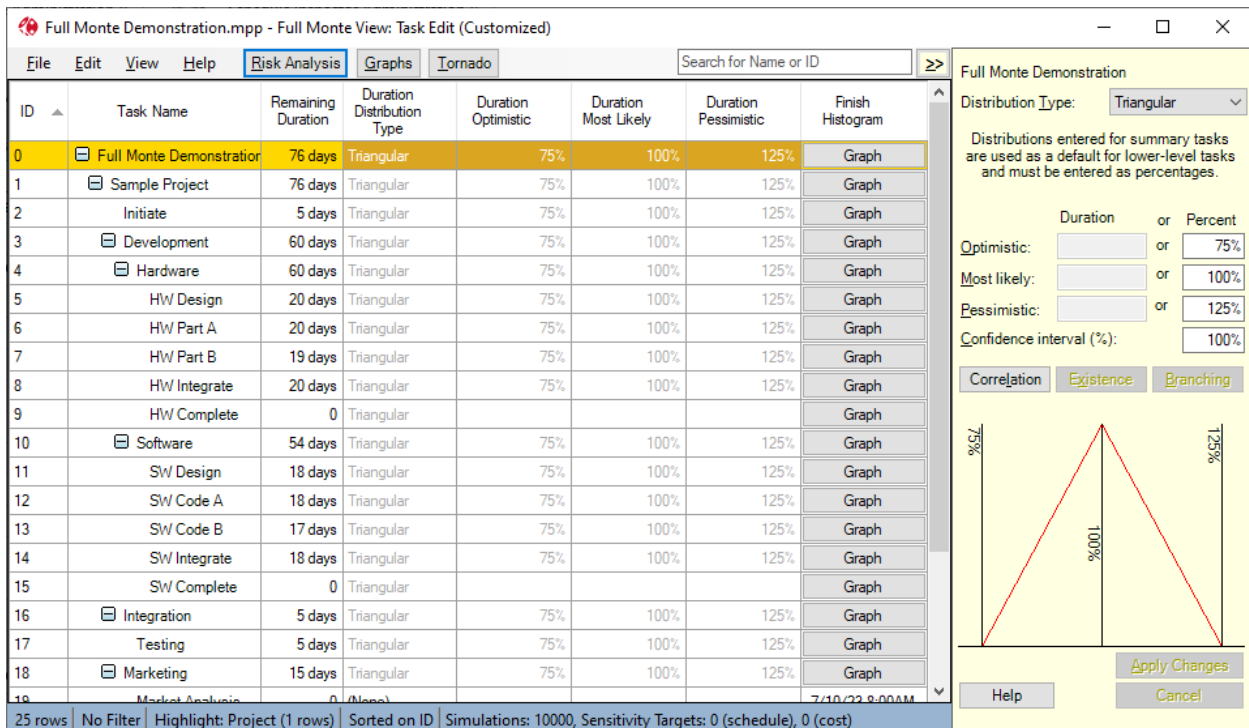 Full Monte Demonstration.mpp - Full Monte View: Task Edit (Customized)
File Edit View Help Risk Analysis Graphs Tornado Search for Name or ID >>
ID Task Name Remaining Duration Duration Distribution Type Duration Optimistic Duration Most Likely Duration Pessimistic Finish Histogram
0 Full Monte Demonstration 76 days Triangular 75% 100% 125% Graph
1 Sample Project 76 days Triangular 75% 100% 125% Graph
2 Initiate 5 days Triangular 75% 100% 125% Graph
3 Development 60 days Triangular 75% 100% 125% Graph
4 Hardware 60 days Triangular 75% 100% 125% Graph
5 HW Design 20 days Triangular 75% 100% 125% Graph
6 HW Part A 20 days Triangular 75% 100% 125% Graph
7 HW Part B 19 days Triangular 75% 100% 125% Graph
8 HW Integrate 20 days Triangular 75% 100% 125% Graph
9 HW Complete 0 Triangular Graph
10 Software 54 days Triangular 75% 100% 125% Graph
11 SW Design 18 days Triangular 75% 100% 125% Graph
12 SW Code A 18 days Triangular 75% 100% 125% Graph
13 SW Code B 17 days Triangular 75% 100% 125% Graph
14 SW Integrate 18 days Triangular 75% 100% 125% Graph
15 SW Complete 0 Triangular Graph
16 Integration 5 days Triangular 75% 100% 125% Graph
17 Testing 5 days Triangular 75% 100% 125% Graph
18 Marketing 15 days Triangular 75% 100% 125% Graph
19 Market Analysis 0 (None) 7/10/23 8:00AM
25 rows No Filter Highlight: Project (1 rows) Sorted on ID Simulations: 10000, Sensitivity Targets: 0 (schedule), 0 (cost)
Full Monte Demonstration
Distribution Type: Triangular
Distributions entered for summary tasks
are used as a default for lower-level tasks
and must be entered as percentages.
Duration or Percent
Optimistic: or 75%
Most likely: or 100%
Pessimistic: or 125%
Confidence interval (%): 100%
Correlation Existence Branching
75% 100% 125%
Apply Changes
Help Cancel